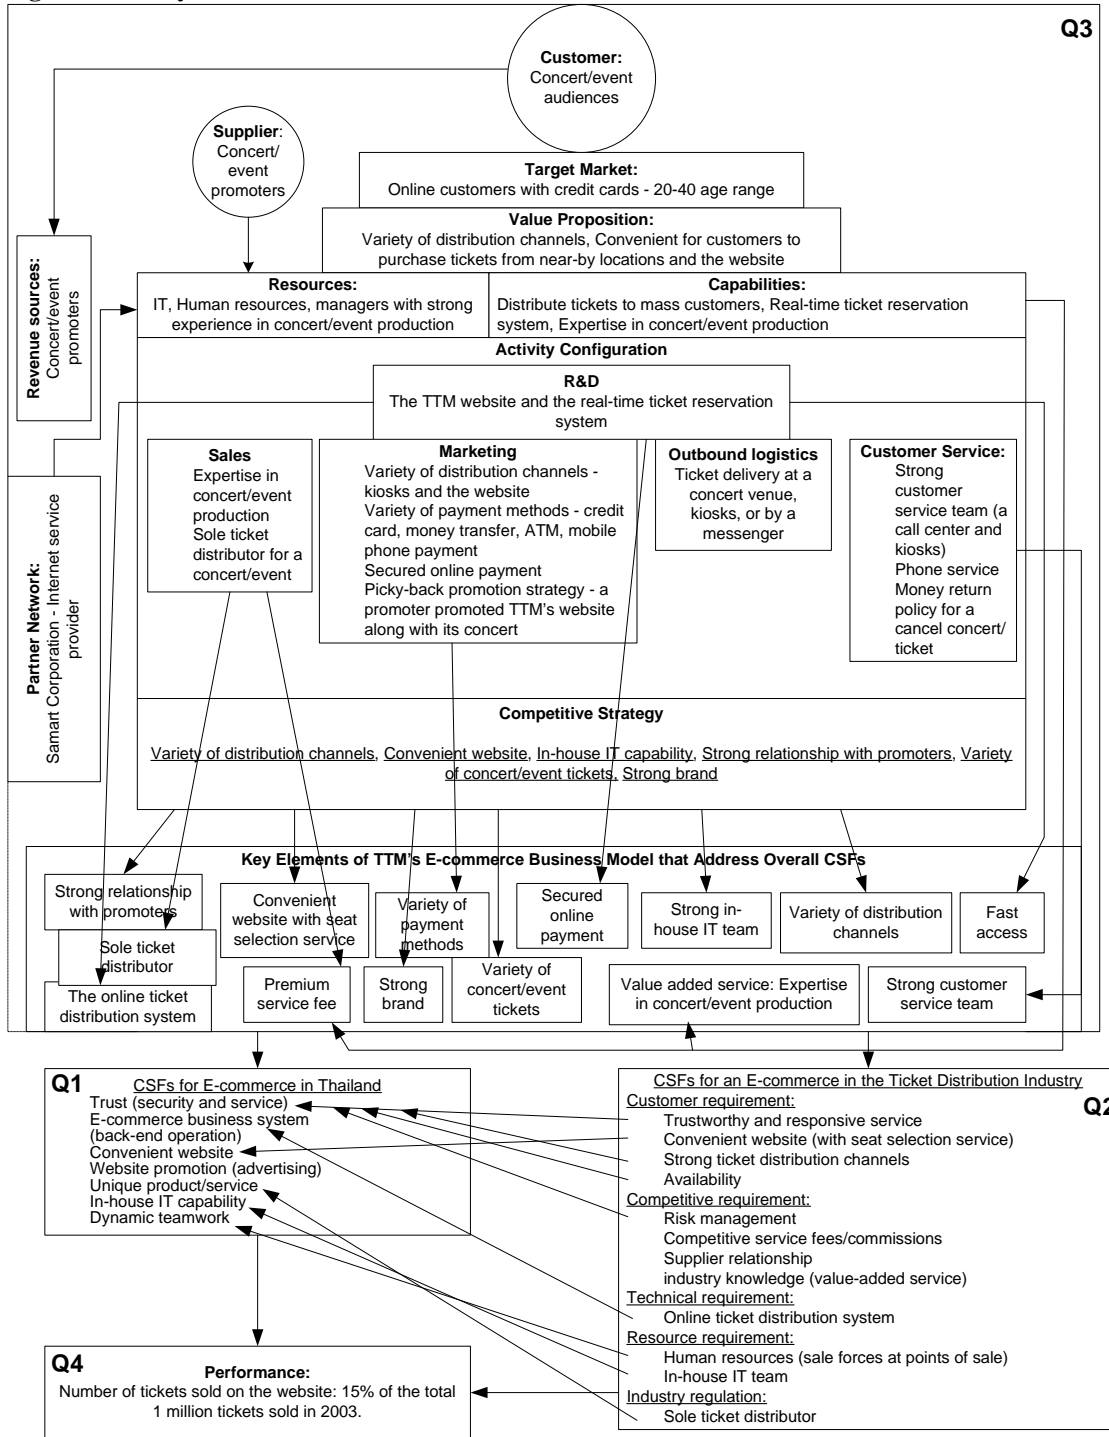 Q3
Customer:
Concert/event
audiences
Supplier:
Concert/
event
promoters
Target Market:
Online customers with credit cards - 20-40 age range
Value Proposition:
Variety of distribution channels, Convenient for customers to
purchase tickets from near-by locations and the website
Revenue sources:
Concert/event
promoters
Resources:
IT, Human resources, managers with strong
experience in concert/event production
Capabilities:
Distribute tickets to mass customers, Real-time ticket reservation
system, Expertise in concert/event production
Activity Configuration
R&D
The TTM website and the real-time ticket reservation
system
Sales
Expertise in
concert/event
production
Sole ticket
distributor for a
concert/event
Marketing
Variety of distribution channels -
kiosks and the website
Variety of payment methods - credit
card, money transfer, ATM, mobile
phone payment
Secured online payment
Picky-back promotion strategy - a
promoter promoted TTM's website
along with its concert
Outbound logistics
Ticket delivery at a
concert venue,
kiosks, or by a
messenger
Customer Service:
Strong
customer
service team (a
call center and
kiosks)
Phone service
Money return
policy for a
cancel concert/
ticket
Partner Network:
Samart Corporation - Internet service
provider
Competitive Strategy
Variety of distribution channels, Convenient website, In-house IT capability, Strong relationship with promoters, Variety
of concert/event tickets, Strong brand
Key Elements of TTM's E-commerce Business Model that Address Overall CSFs
Strong relationship
with promoters
Sole ticket
distributor
The online ticket
distribution system
Convenient
website with seat
selection service
Premium
service fee
Variety of
payment
methods
Strong
brand
Variety of
concert/event
tickets
Secured
online
payment
Strong in-
house IT team
Value added service: Expertise
in concert/event production
Variety of distribution
channels
Fast
access
Strong customer
service team
Q1
CSFs for E-commerce in Thailand
Trust (security and service)
E-commerce business system
(back-end operation)
Convenient website
Website promotion (advertising)
Unique product/service
In-house IT capability
Dynamic teamwork
CSFs for an E-commerce in the Ticket Distribution Industry
Q2
Customer requirement:
Trustworthy and responsive service
Convenient website (with seat selection service)
Strong ticket distribution channels
Availability
Competitive requirement:
Risk management
Competitive service fees/commissions
Supplier relationship
industry knowledge (value-added service)
Technical requirement:
Online ticket distribution system
Resource requirement:
Human resources (sale forces at points of sale)
In-house IT team
Industry regulation:
Sole ticket distributor
Q4
Performance:
Number of tickets sold on the website: 15% of the total
1 million tickets sold in 2003.